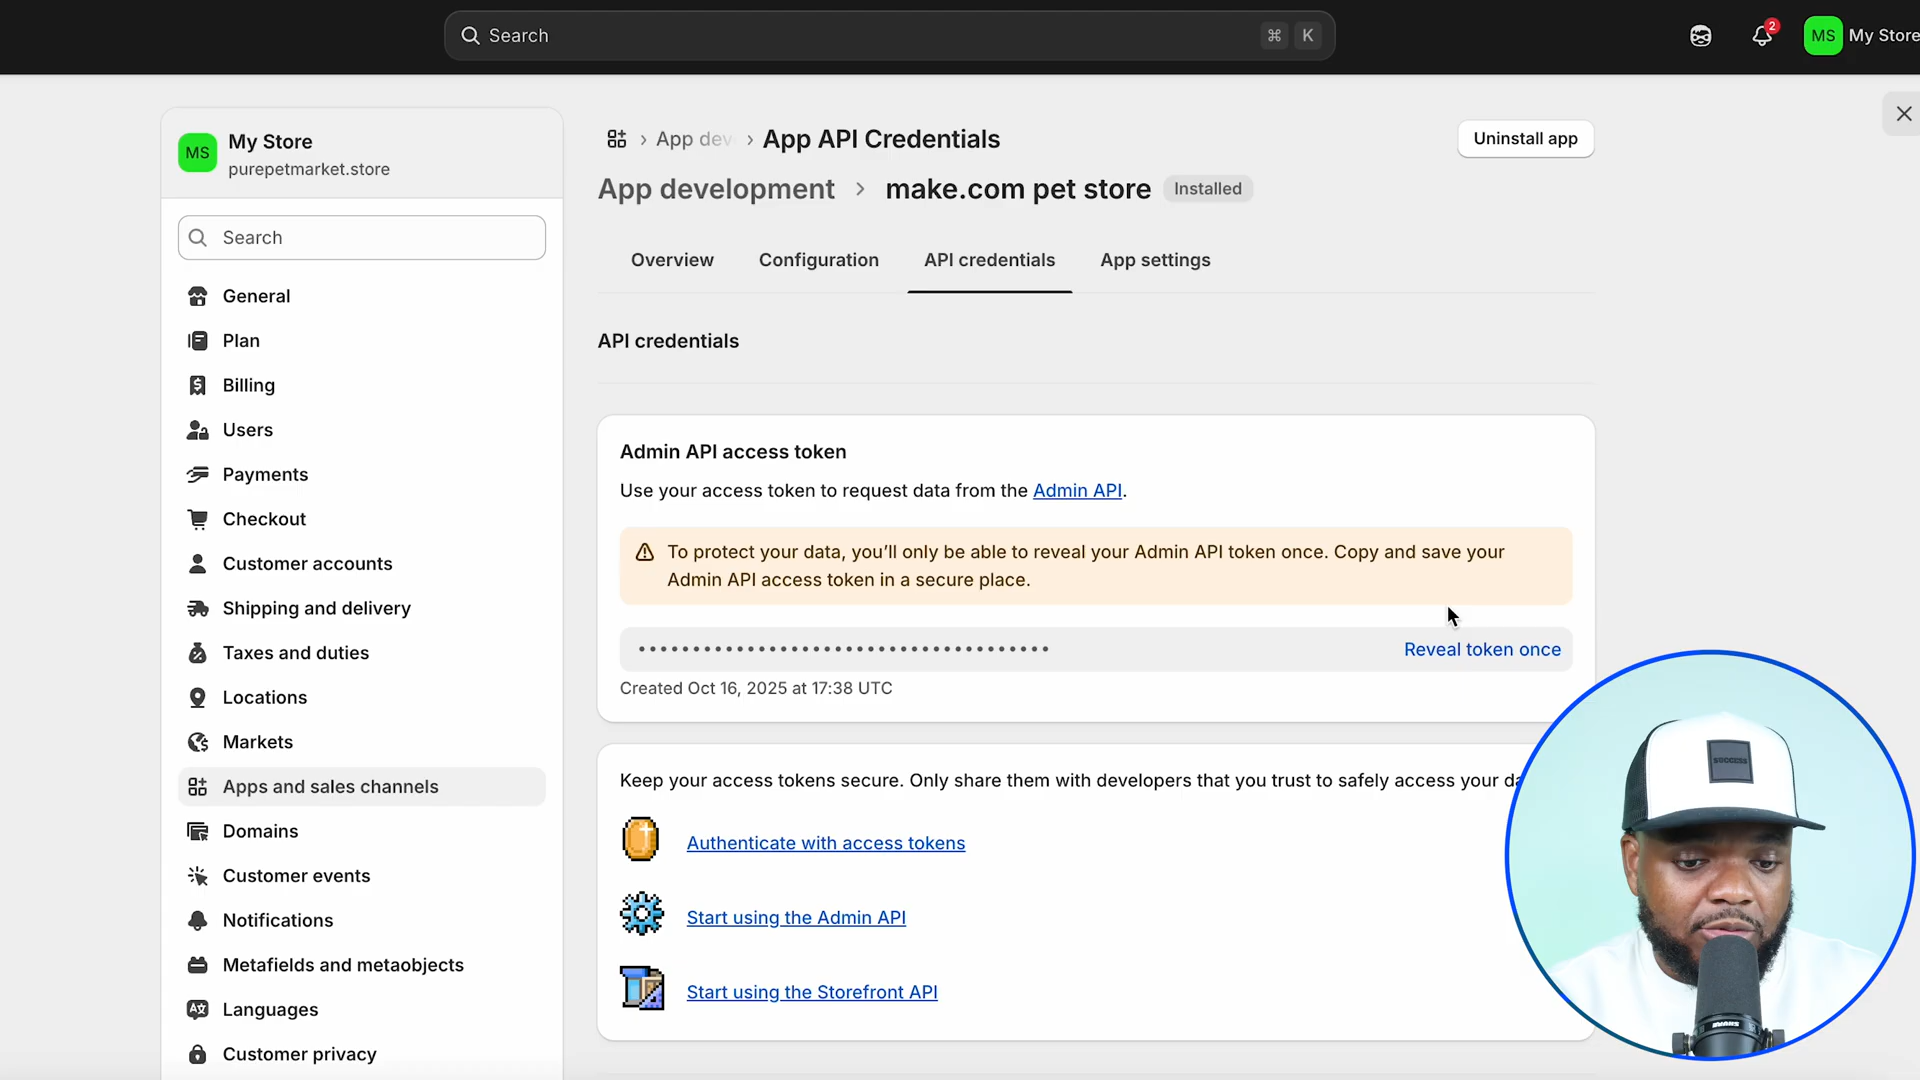 Search
⌘ K
2
MS
My Store
MS
My Store
purepetmarket.store
Search
General
Plan
Billing
Users
Payments
Checkout
Customer accounts
Shipping and delivery
Taxes and duties
Locations
Markets
Apps and sales channels
Domains
Customer events
Notifications
Metafields and metaobjects
Languages
Customer privacy
App dev
App API Credentials
Uninstall app
App development
make.com pet store
Installed
Overview
Configuration
API credentials
App settings
API credentials
Admin API access token
Use your access token to request data from the Admin API.
To protect your data, you’ll only be able to reveal your Admin API token once. Copy and save your
Admin API access token in a secure place.
••••••••••••••••••••••••••••••••••••••
Reveal token once
Created Oct 16, 2025 at 17:38 UTC
Keep your access tokens secure. Only share them with developers that you trust to safely access your da
Authenticate with access tokens
Start using the Admin API
Start using the Storefront API
SUCCESS